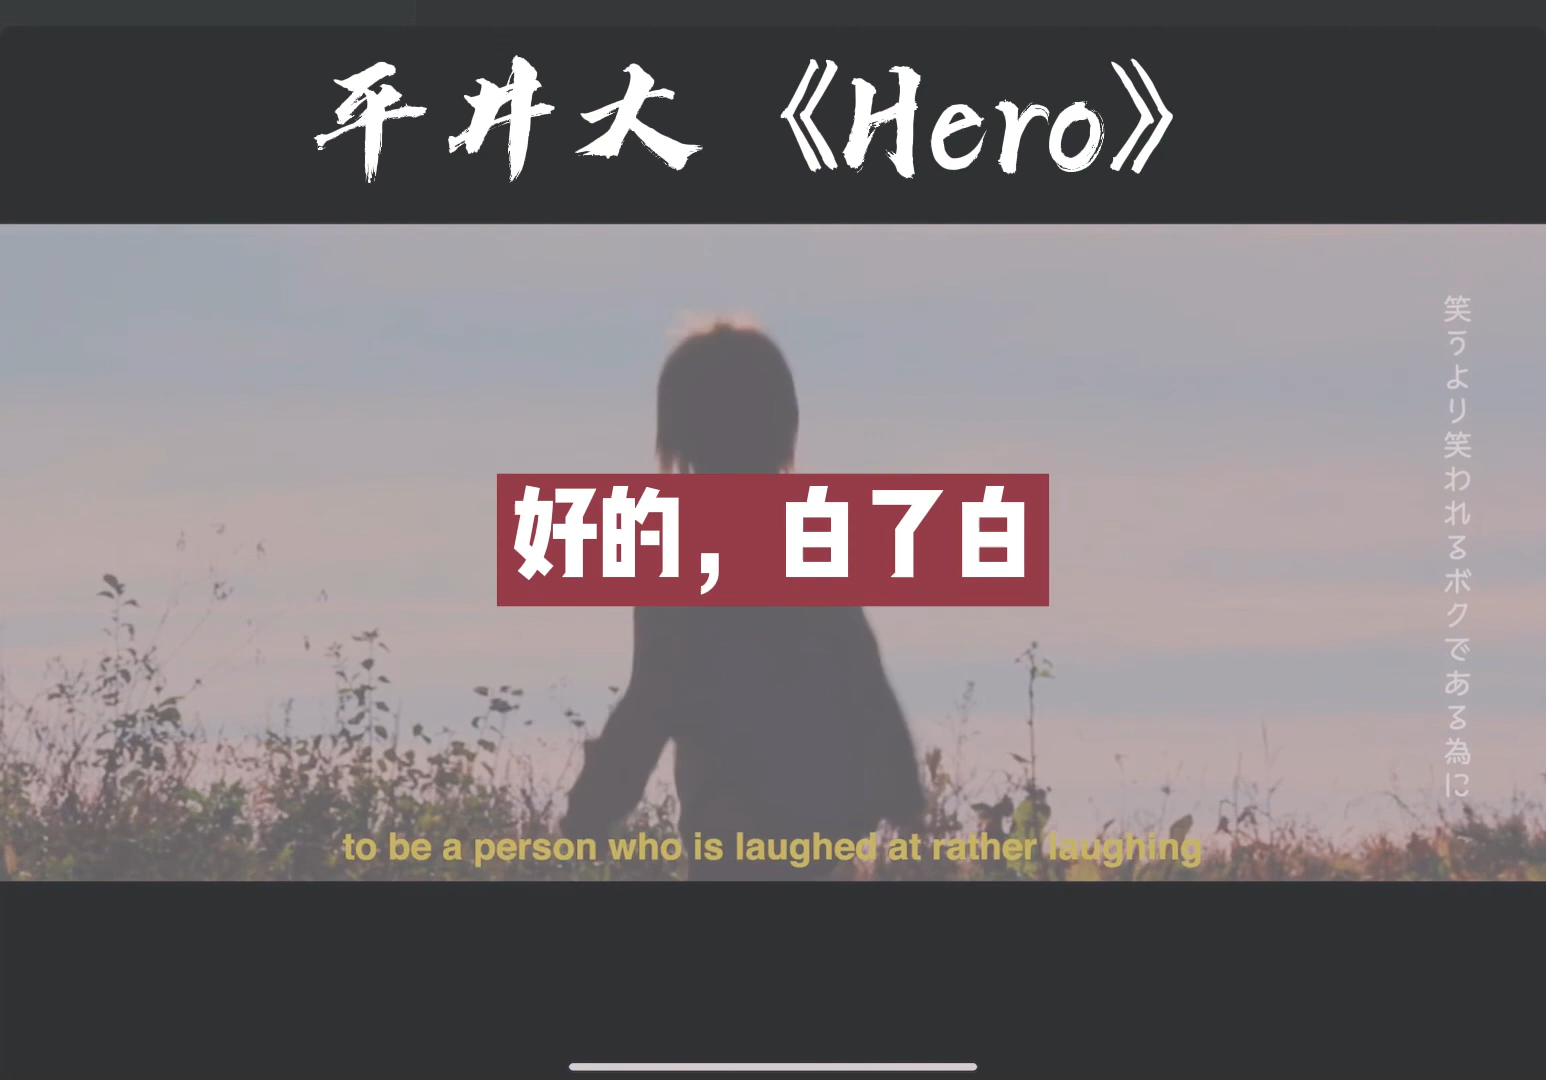 平井大《Hero》
笑うより笑われるボクである為に
好的，白了白
to be a person who is laughed at rather laughing